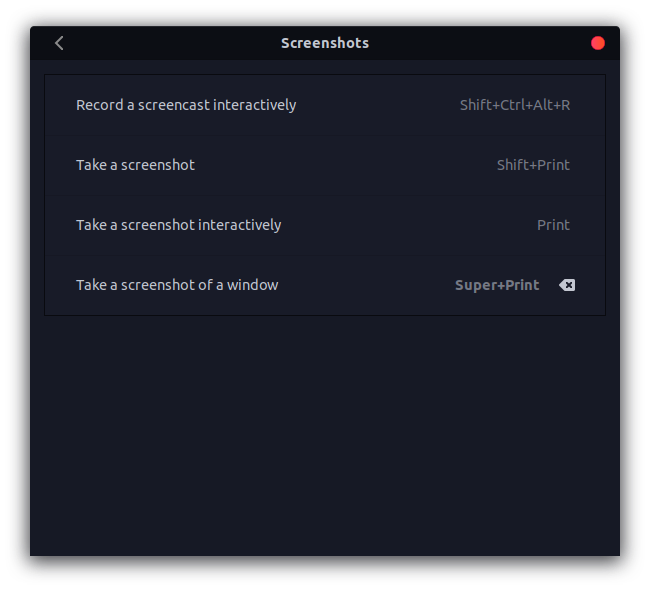 Screenshots
Record a screencast interactively Shift+Ctrl+Alt+R
Take a screenshot Shift+Print
Take a screenshot interactively Print
Take a screenshot of a window Super+Print